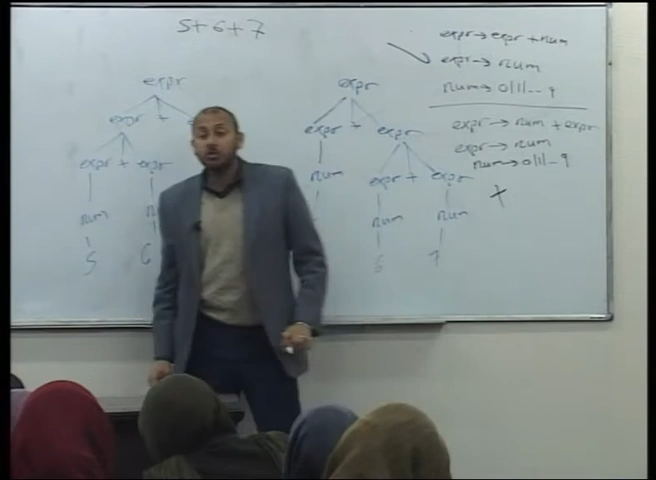 5+6+7
expr→expr+num
expr→num
num→0|1|--9
expr→num+expr
expr→num
num→0|1|-9
expr
expr +
expr + expr
num
5 6
expr
expr + expr
num expr + expr
num num
6 7
+